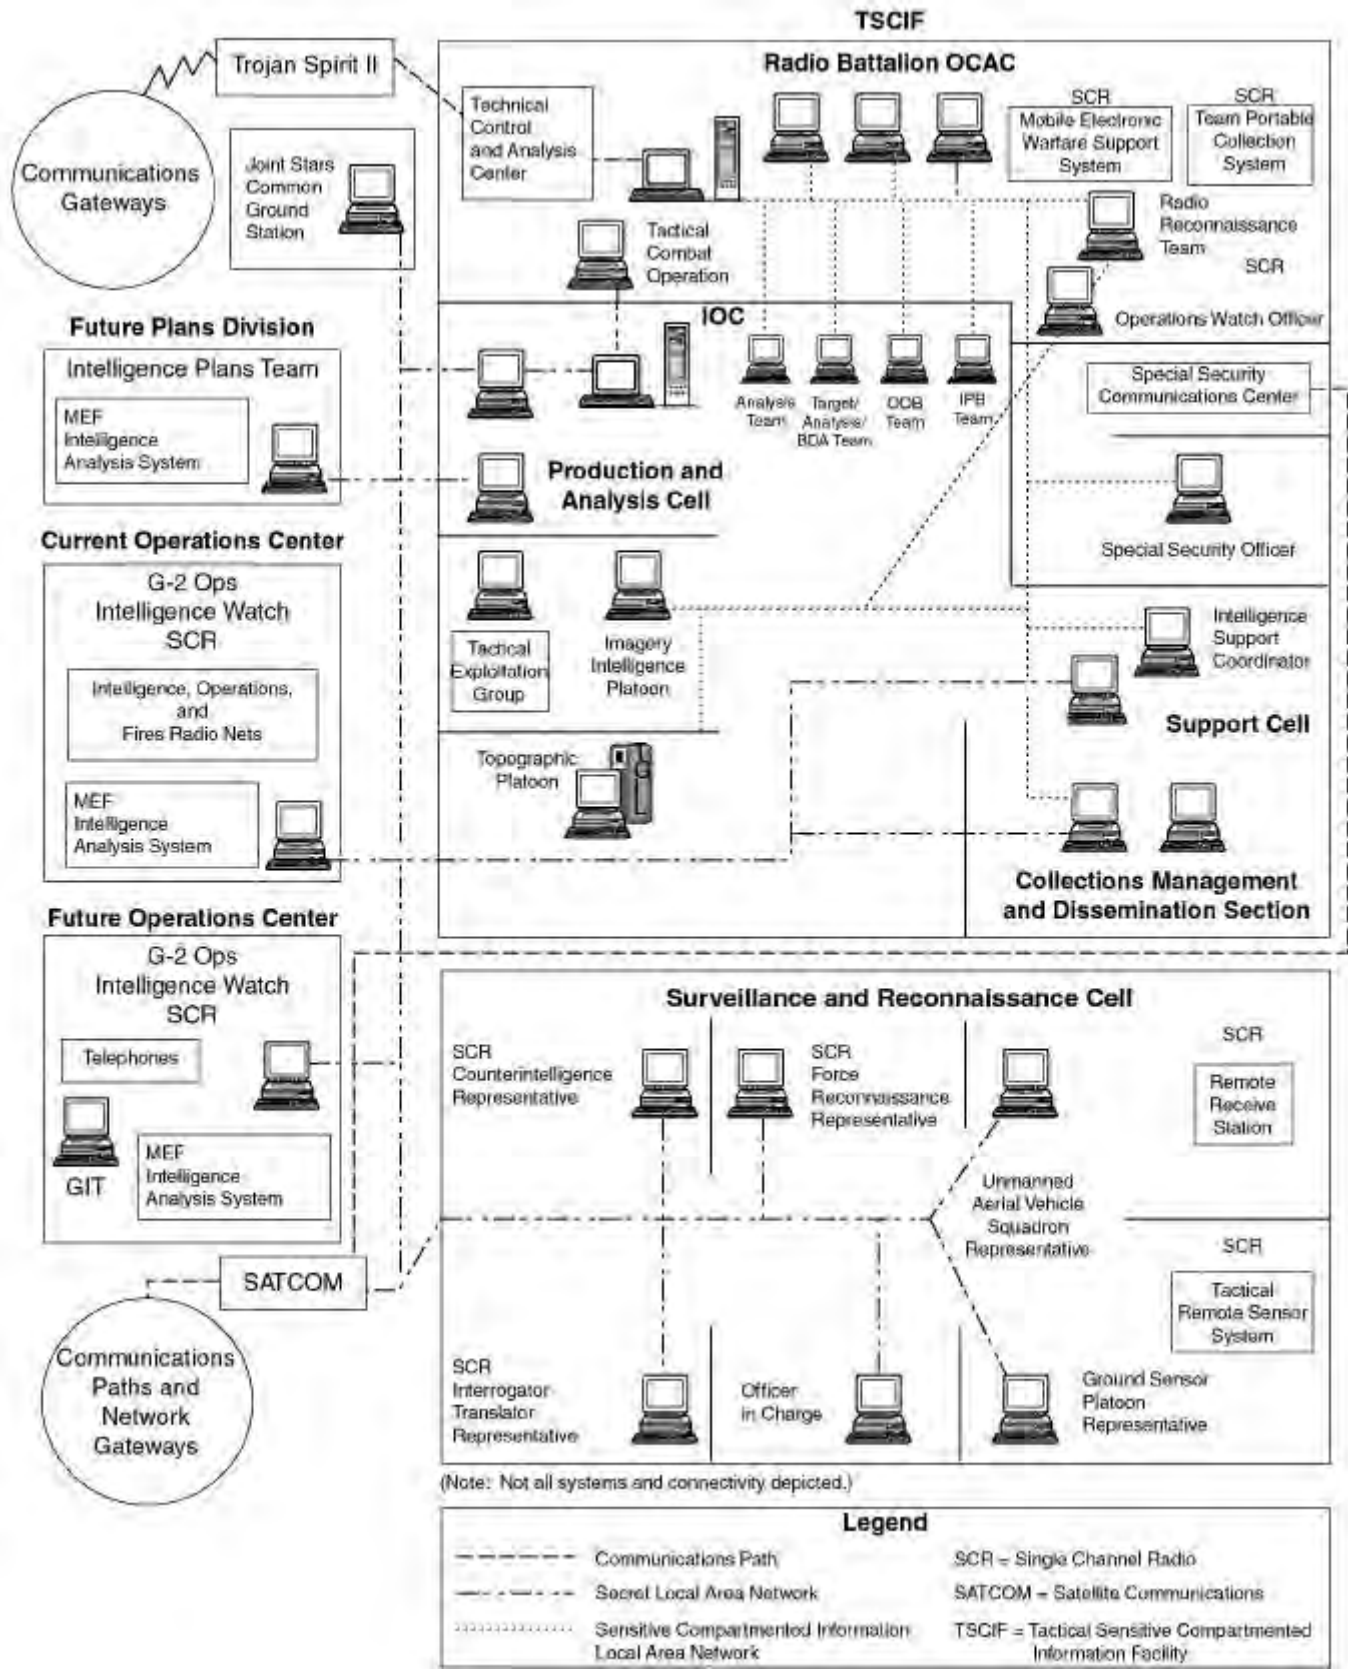 TSCIF
Trojan Spirit II
Communications
Gateways
Joint Stars
Common
Ground
Station
Radio Battalion OCAC
Technical
Control
and Analysis
Center
SCR
Mobile Electronic
Warfare Support
System
SCR
Team Portable
Collection
System
Tactical
Combat
Operation
Radio
Reconnaissance
Team
SCR
Operations Watch Officer
Future Plans Division
Intelligence Plans Team
MEF
Intelligence
Analysis System
IOC
Analysis
Team
Target/
Analysis/
BDA Team
OOB
Team
IPB
Team
Special Security
Communications Center
Production and
Analysis Cell
Special Security Officer
Current Operations Center
G-2 Ops
Intelligence Watch
SCR
Intelligence, Operations,
and
Fires Radio Nets
MEF
Intelligence
Analysis System
Tactical
Exploitation
Group
Imagery
Intelligence
Platoon
Intelligence
Support
Coordinator
Support Cell
Topographic
Platoon
Collections Management
and Dissemination Section
Future Operations Center
G-2 Ops
Intelligence Watch
SCR
Telephones
GIT
MEF
Intelligence
Analysis System
SATCOM
Communications
Paths and
Network
Gateways
Surveillance and Reconnaissance Cell
SCR
Counterintelligence
Representative
SCR
Force
Reconnaissance
Representative
SCR
Remote
Receive
Station
Unmanned
Aerial Vehicle
Squadron
Representative
SCR
Tactical
Remote Sensor
System
SCR
Interrogator
Translator
Representative
Officer
in Charge
Ground Sensor
Platoon
Representative
(Note: Not all systems and connectivity depicted.)
Legend
Communications Path
Secret Local Area Network
Sensitive Compartmented Information
Local Area Network
SCR – Single Channel Radio
SATCOM – Satellite Communications
TSCIF = Tactical Sensitive Compartmented
Information Facility